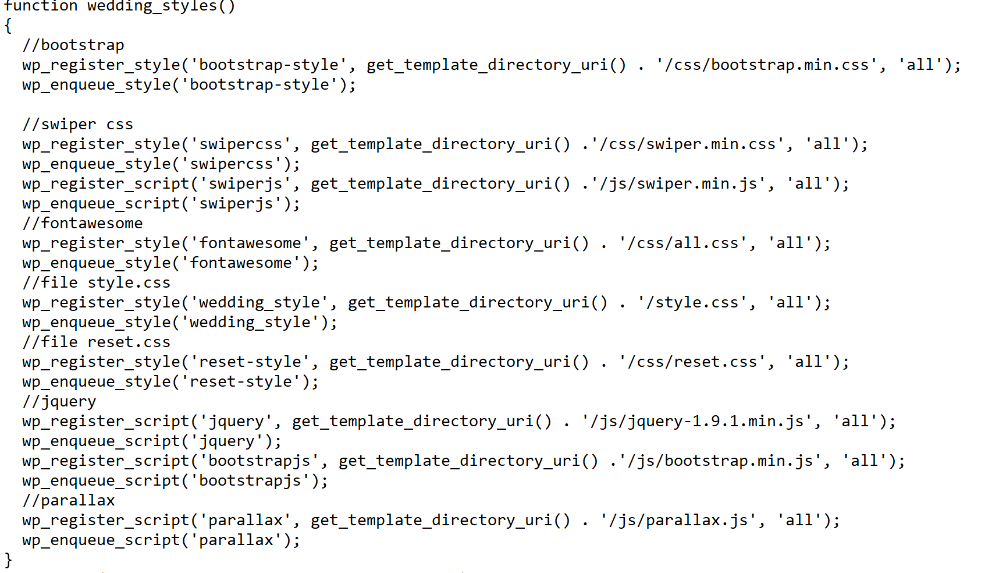 function wedding_styles()
{
  //bootstrap
  wp_register_style('bootstrap-style', get_template_directory_uri() . '/css/bootstrap.min.css', 'all');
  wp_enqueue_style('bootstrap-style');

  //swiper css
  wp_register_style('swipercss', get_template_directory_uri() .'/css/swiper.min.css', 'all');
  wp_enqueue_style('swipercss');
  wp_register_script('swiperjs', get_template_directory_uri() .'/js/swiper.min.js', 'all');
  wp_enqueue_script('swiperjs');
  //fontawesome
  wp_register_style('fontawesome', get_template_directory_uri() . '/css/all.css', 'all');
  wp_enqueue_style('fontawesome');
  //file style.css
  wp_register_style('wedding_style', get_template_directory_uri() . '/style.css', 'all');
  wp_enqueue_style('wedding_style');
  //file reset.css
  wp_register_style('reset-style', get_template_directory_uri() . '/css/reset.css', 'all');
  wp_enqueue_style('reset-style');
  //jquery
  wp_register_script('jquery', get_template_directory_uri() . '/js/jquery-1.9.1.min.js', 'all');
  wp_enqueue_script('jquery');
  wp_register_script('bootstrapjs', get_template_directory_uri() .'/js/bootstrap.min.js', 'all');
  wp_enqueue_script('bootstrapjs');
  //parallax
  wp_register_script('parallax', get_template_directory_uri() . '/js/parallax.js', 'all');
  wp_enqueue_script('parallax');
}